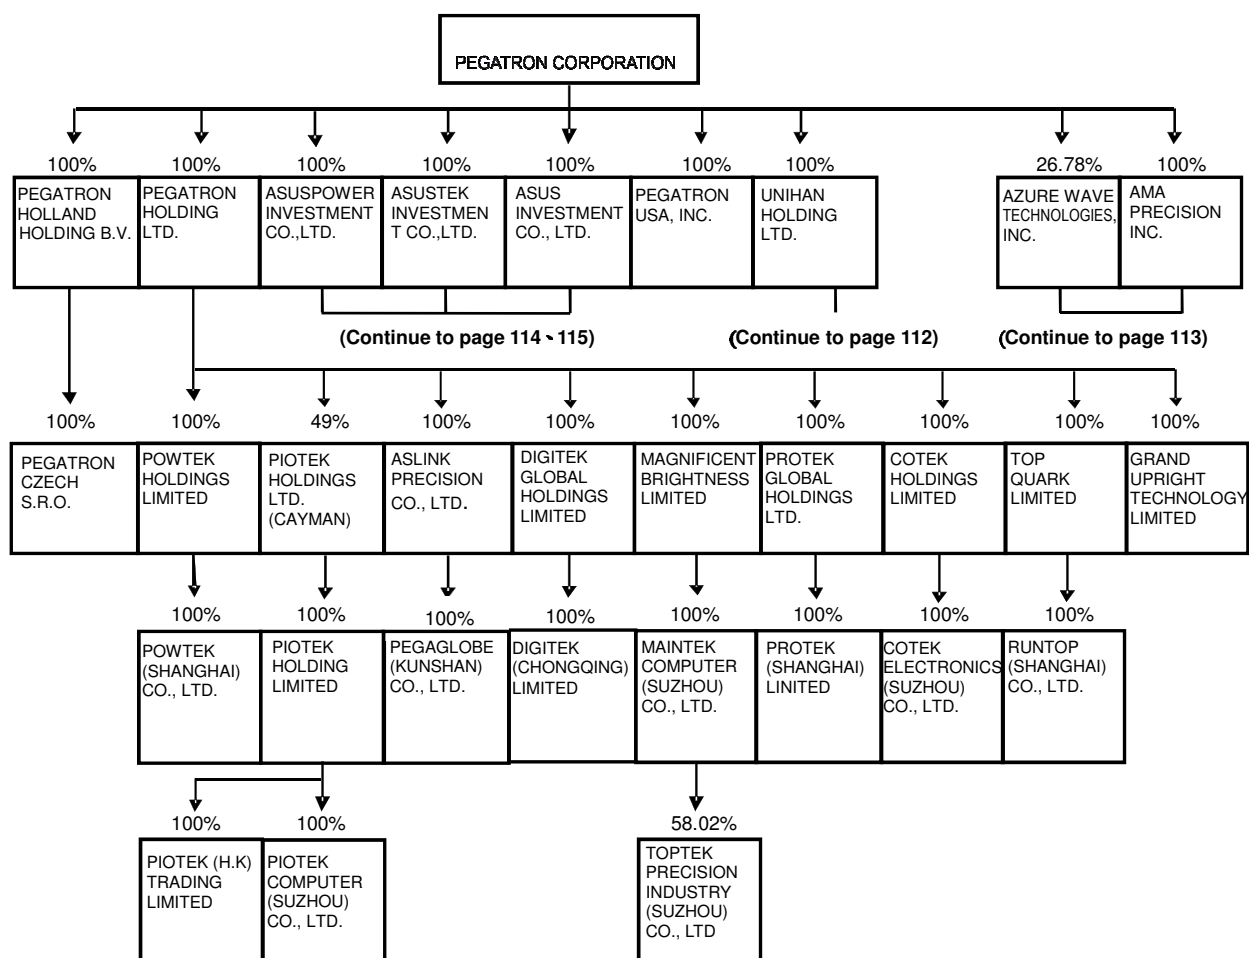 PEGATRON CORPORATION
100%
100%
100%
100%
100%
100%
100%
26.78%
100%
PEGATRON
HOLLAND
HOLDING B.V.
PEGATRON
HOLDING
LTD.
ASUSPOWER
INVESTMENT
CO.,LTD.
ASUSTEK
INVESTMEN
T CO.,LTD.
ASUS
INVESTMENT
CO., LTD.
PEGATRON
USA, INC.
UNIHAN
HOLDING
LTD.
AZURE WAVE
TECHNOLOGIES,
INC.
AMA
PRECISION
INC.
(Continue to page 114、115)
(Continue to page 112)
(Continue to page 113)
100%
100%
49%
100%
100%
100%
100%
100%
100%
100%
PEGATRON
CZECH
S.R.O.
POWTEK
HOLDINGS
LIMITED
PIOTEK
HOLDINGS
LTD.
(CAYMAN)
ASLINK
PRECISION
CO., LTD.
DIGITEK
GLOBAL
HOLDINGS
LIMITED
MAGNIFICENT
BRIGHTNESS
LIMITED
PROTEK
GLOBAL
HOLDINGS
LTD.
COTEK
HOLDINGS
LIMITED
TOP
QUARK
LIMITED
GRAND
UPRIGHT
TECHNOLOGY
LIMITED
100%
100%
100%
100%
100%
100%
100%
100%
POWTEK
(SHANGHAI)
CO., LTD.
PIOTEK
HOLDING
LIMITED
PEGAGLOBE
(KUNSHAN)
CO., LTD.
DIGITEK
(CHONGQING)
LIMITED
MAINTEK
COMPUTER
(SUZHOU)
CO., LTD.
PROTEK
(SHANGHAI)
LINITED
COTEK
ELECTRONICS
(SUZHOU)
CO., LTD.
RUNTOP
(SHANGHAI)
CO., LTD.
100%
100%
58.02%
PIOTEK (H.K)
TRADING
LIMITED
PIOTEK
COMPUTER
(SUZHOU)
CO., LTD.
TOPTEK
PRECISION
INDUSTRY
(SUZHOU)
CO., LTD